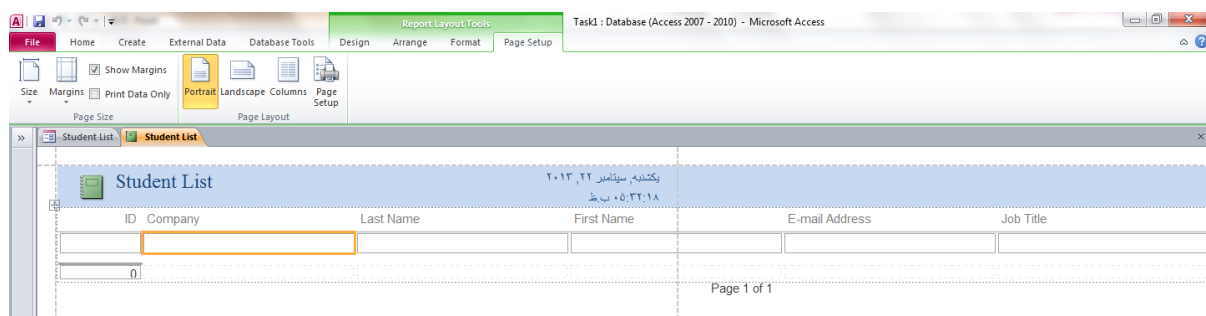 Report Layout Tools
Task1 : Database (Access 2007 - 2010) - Microsoft Access
File Home Create External Data Database Tools Design Arrange Format Page Setup
Show Margins
Print Data Only
Size Margins Portrait Landscape Columns Page Setup
Page Size Page Layout
Student List Student List
Student List
یکشنبه, سپتامبر ۲۲, ۲۰۱۳
۰۵:۳۲:۱۸ ب.ظ
ID Company Last Name First Name E-mail Address Job Title
0
Page 1 of 1